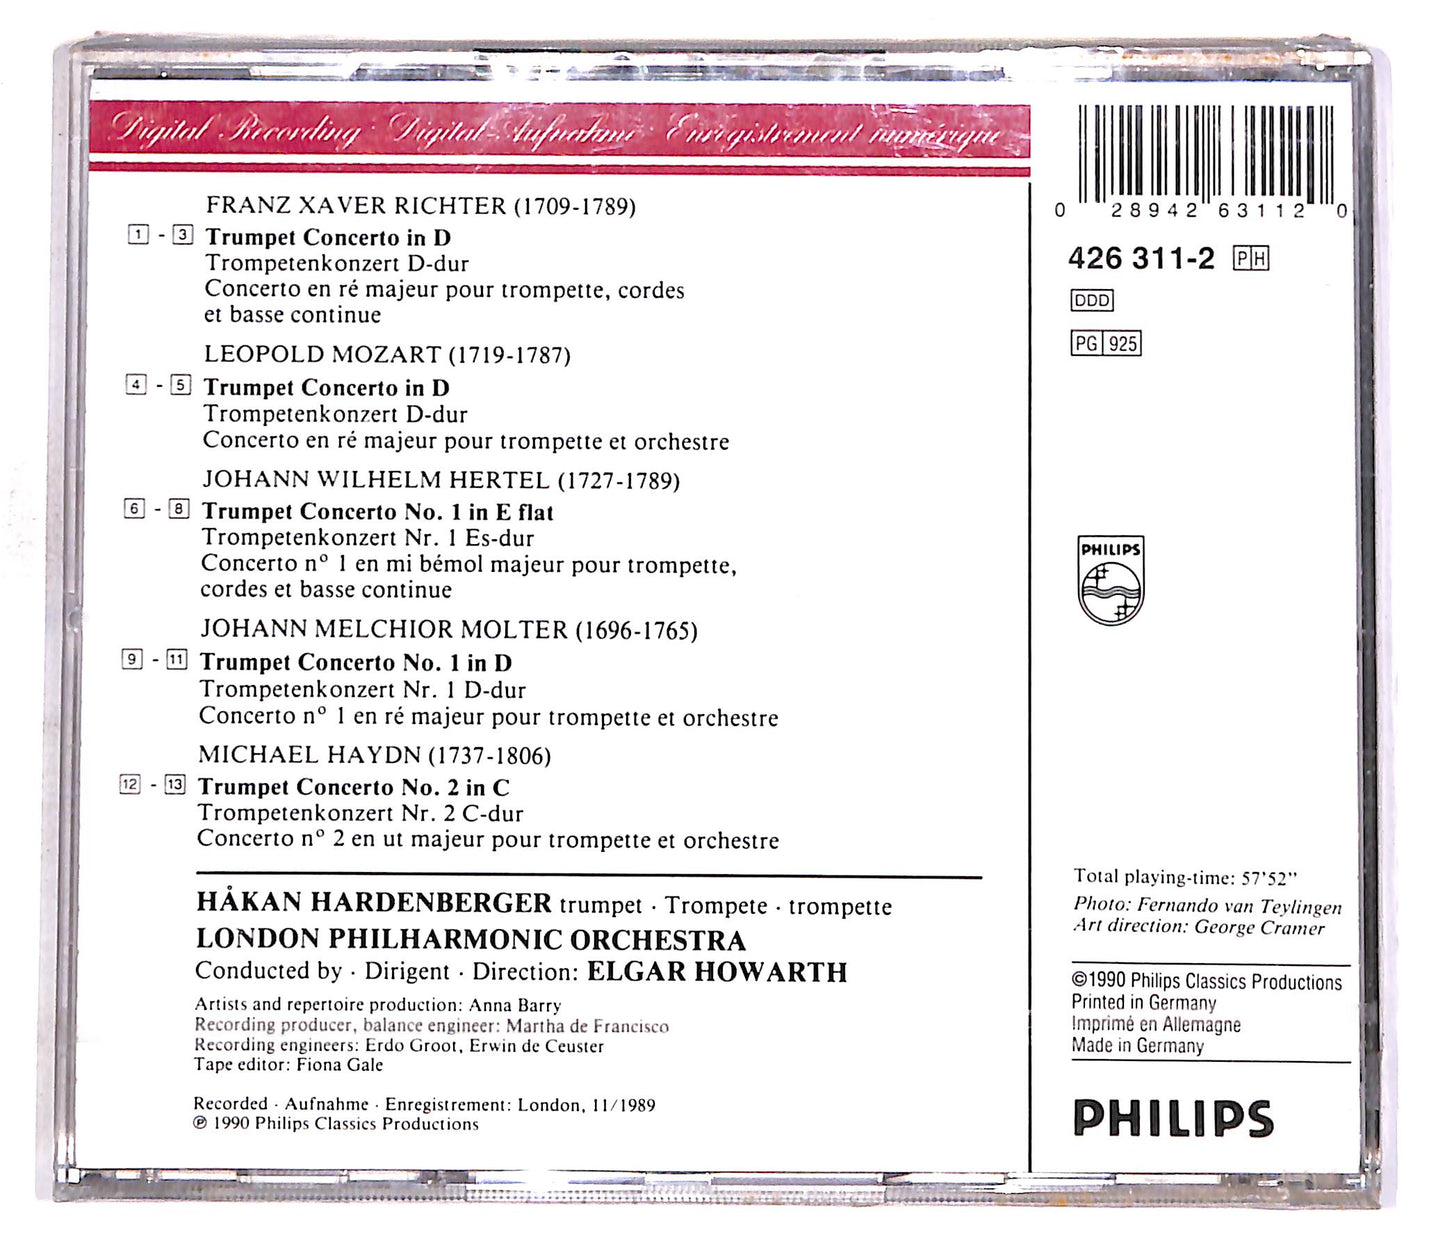 Digital Recording · Digital-Aufnahme · Enregistrement numérique
FRANZ XAVER RICHTER (1709-1789)
1 - 3 Trumpet Concerto in D
Trompetenkonzert D-dur
Concerto en ré majeur pour trompette, cordes
et basse continue
LEOPOLD MOZART (1719-1787)
4 - 5 Trumpet Concerto in D
Trompetenkonzert D-dur
Concerto en ré majeur pour trompette et orchestre
JOHANN WILHELM HERTEL (1727-1789)
6 - 8 Trumpet Concerto No. 1 in E flat
Trompetenkonzert Nr. 1 Es-dur
Concerto nº 1 en mi bémol majeur pour trompette,
cordes et basse continue
JOHANN MELCHIOR MOLTER (1696-1765)
9 - 11 Trumpet Concerto No. 1 in D
Trompetenkonzert Nr. 1 D-dur
Concerto nº 1 en ré majeur pour trompette et orchestre
MICHAEL HAYDN (1737-1806)
12 - 13 Trumpet Concerto No. 2 in C
Trompetenkonzert Nr. 2 C-dur
Concerto nº 2 en ut majeur pour trompette et orchestre
HÅKAN HARDENBERGER trumpet · Trompete · trompette
LONDON PHILHARMONIC ORCHESTRA
Conducted by · Dirigent · Direction: ELGAR HOWARTH
Artists and repertoire production: Anna Barry
Recording producer, balance engineer: Martha de Francisco
Recording engineers: Erdo Groot, Erwin de Ceuster
Tape editor: Fiona Gale
Recorded · Aufnahme · Enregistrement: London, 11/1989
℗ 1990 Philips Classics Productions
0 28942 63112 0
426 311-2 PH
DDD
PG 925
PHILIPS
Total playing-time: 57'52"
Photo: Fernando van Teylingen
Art direction: George Cramer
©1990 Philips Classics Productions
Printed in Germany
Imprimé en Allemagne
Made in Germany
PHILIPS